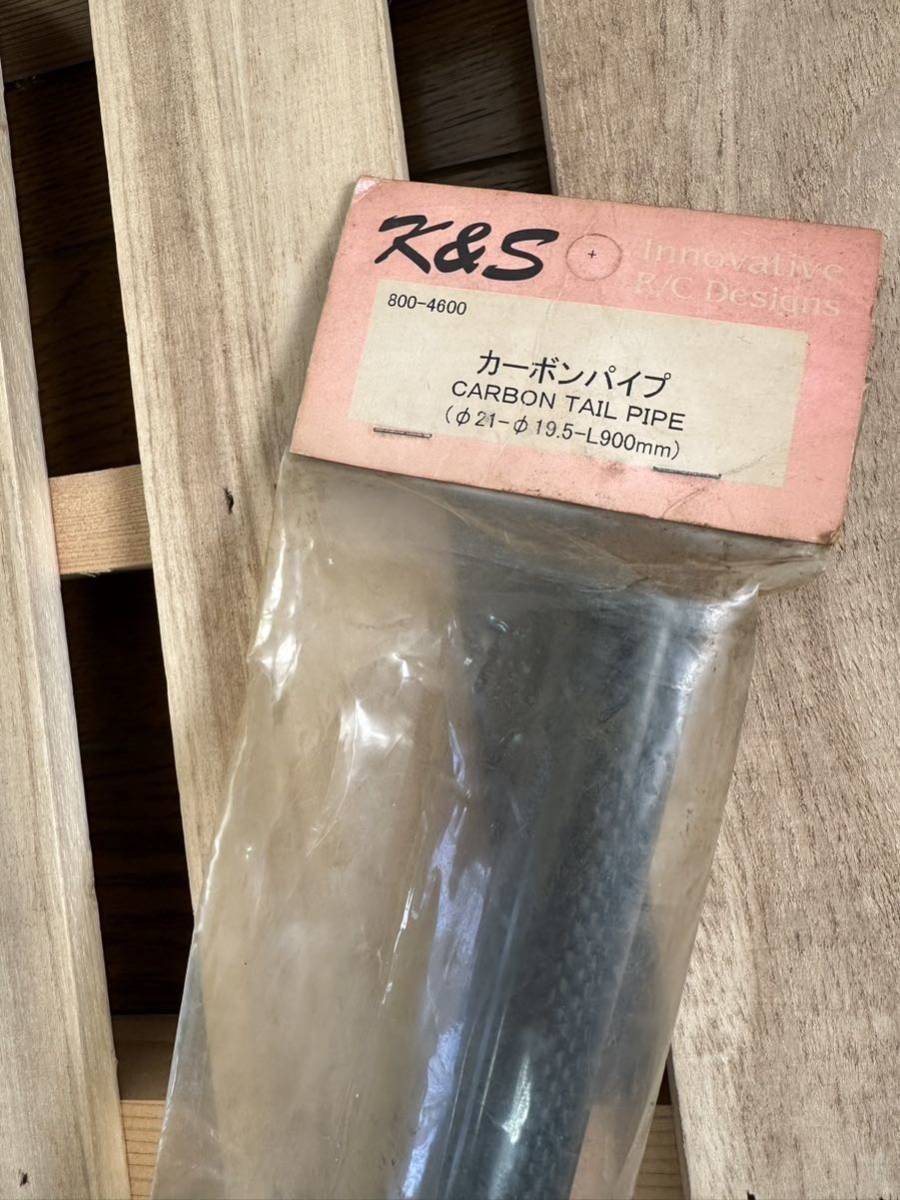 K&S
Innovative
R/C Designs
800-4600
カーボンパイプ
CARBON TAIL PIPE
(φ21-φ19.5-L900mm)